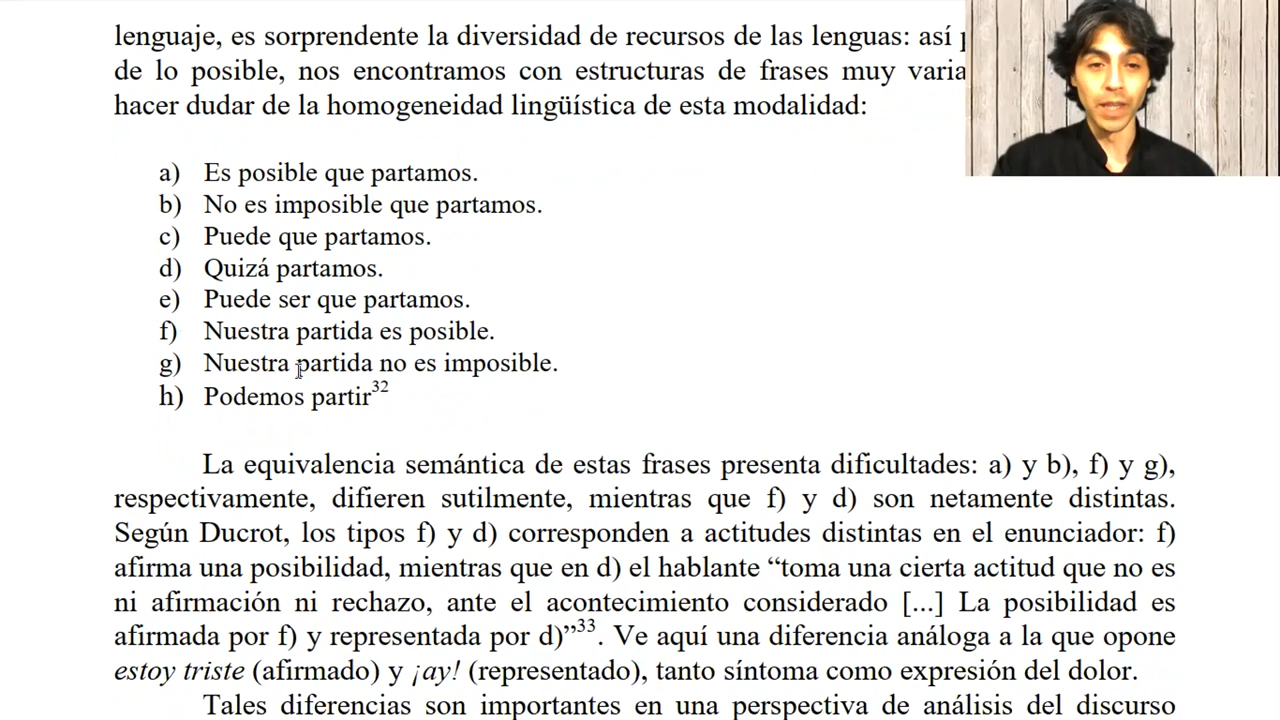 lenguaje, es sorprendente la diversidad de recursos de las lenguas: así
de lo posible, nos encontramos con estructuras de frases muy varia
hacer dudar de la homogeneidad lingüística de esta modalidad:
a) Es posible que partamos.
b) No es imposible que partamos.
c) Puede que partamos.
d) Quizá partamos.
e) Puede ser que partamos.
f) Nuestra partida es posible.
g) Nuestra partida no es imposible.
h) Podemos partir32
La equivalencia semántica de estas frases presenta dificultades: a) y b), f) y g),
respectivamente, difieren sutilmente, mientras que f) y d) son netamente distintas.
Según Ducrot, los tipos f) y d) corresponden a actitudes distintas en el enunciador: f)
afirma una posibilidad, mientras que en d) el hablante “toma una cierta actitud que no es
ni afirmación ni rechazo, ante el acontecimiento considerado [...] La posibilidad es
afirmada por f) y representada por d)”33. Ve aquí una diferencia análoga a la que opone
estoy triste (afirmado) y ¡ay! (representado), tanto síntoma como expresión del dolor.
Tales diferencias son importantes en una perspectiva de análisis del discurso